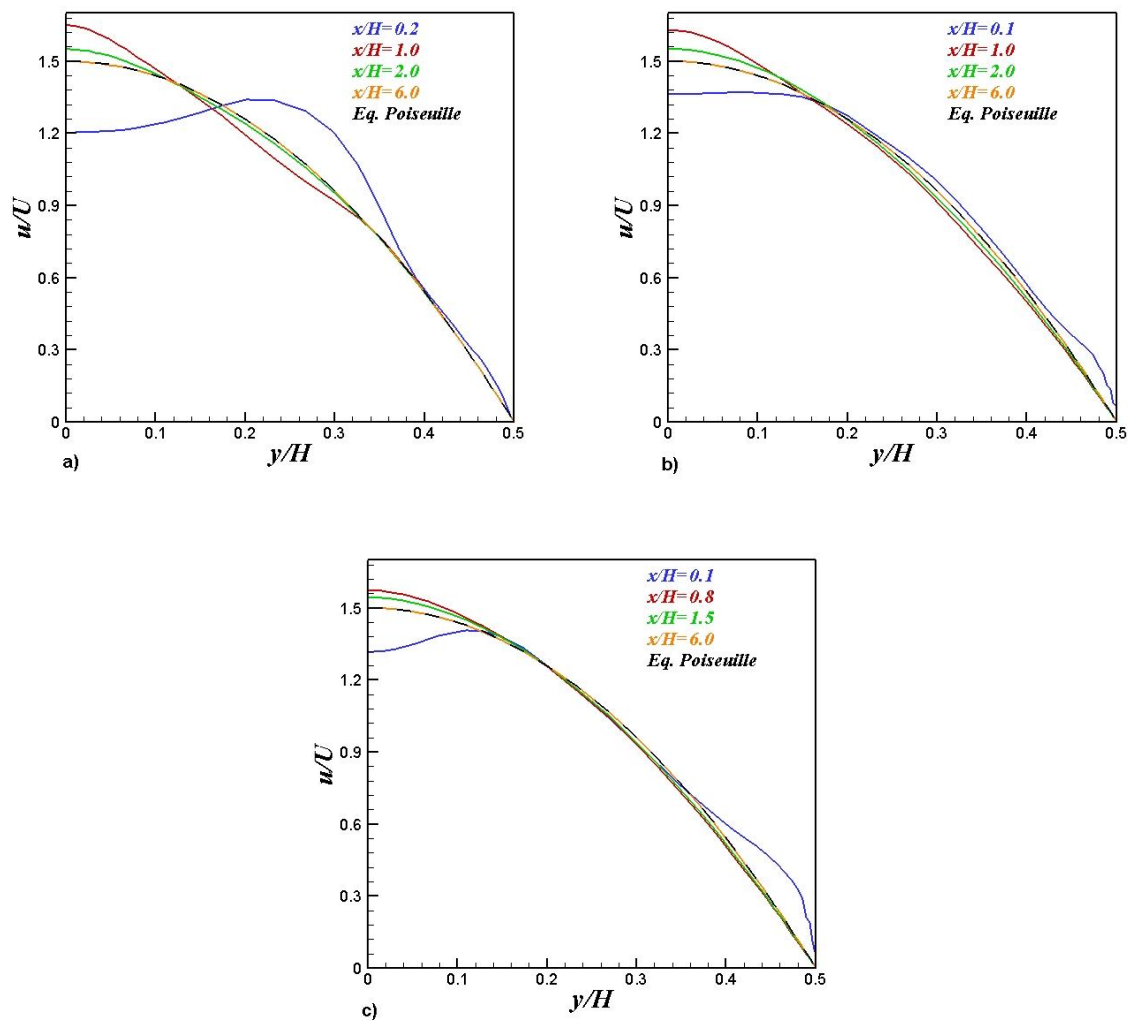 x/H=0.2
x/H=1.0
x/H=2.0
x/H=6.0
Eq. Poiseuille
1.5
1.2
0.9
0.6
0.3
0
u/U
0 0.1 0.2 0.3 0.4 0.5
y/H
a)
x/H=0.1
x/H=1.0
x/H=2.0
x/H=6.0
Eq. Poiseuille
1.5
1.2
0.9
0.6
0.3
0
u/U
0 0.1 0.2 0.3 0.4 0.5
y/H
b)
x/H=0.1
x/H=0.8
x/H=1.5
x/H=6.0
Eq. Poiseuille
1.5
1.2
0.9
0.6
0.3
0
u/U
0 0.1 0.2 0.3 0.4 0.5
y/H
c)